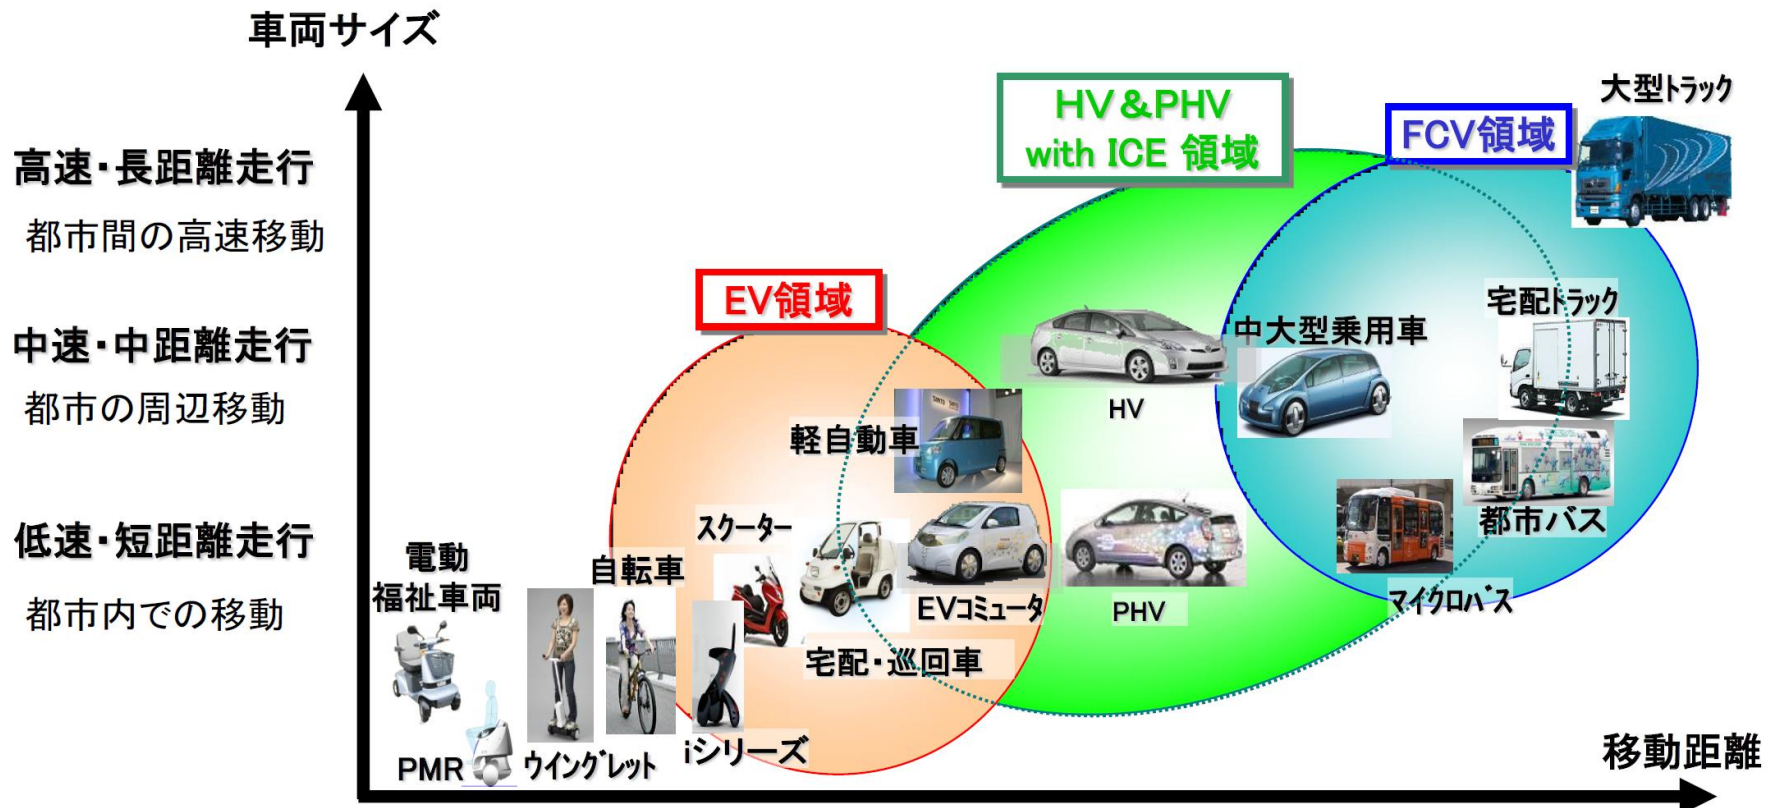 車両サイズ
高速・長距離走行
都市間の高速移動
中速・中距離走行
都市の周辺移動
低速・短距離走行
都市内での移動
HV&PHV
with ICE 領域
FCV領域
大型トラック
EV領域
宅配トラック
中大型乗用車
HV
軽自動車
都市バス
スクーター
自転車
電動
福祉車両
EVコミュータ
PHV
マイクロバス
宅配・巡回車
iシリーズ
ウイングレット
PMR
移動距離